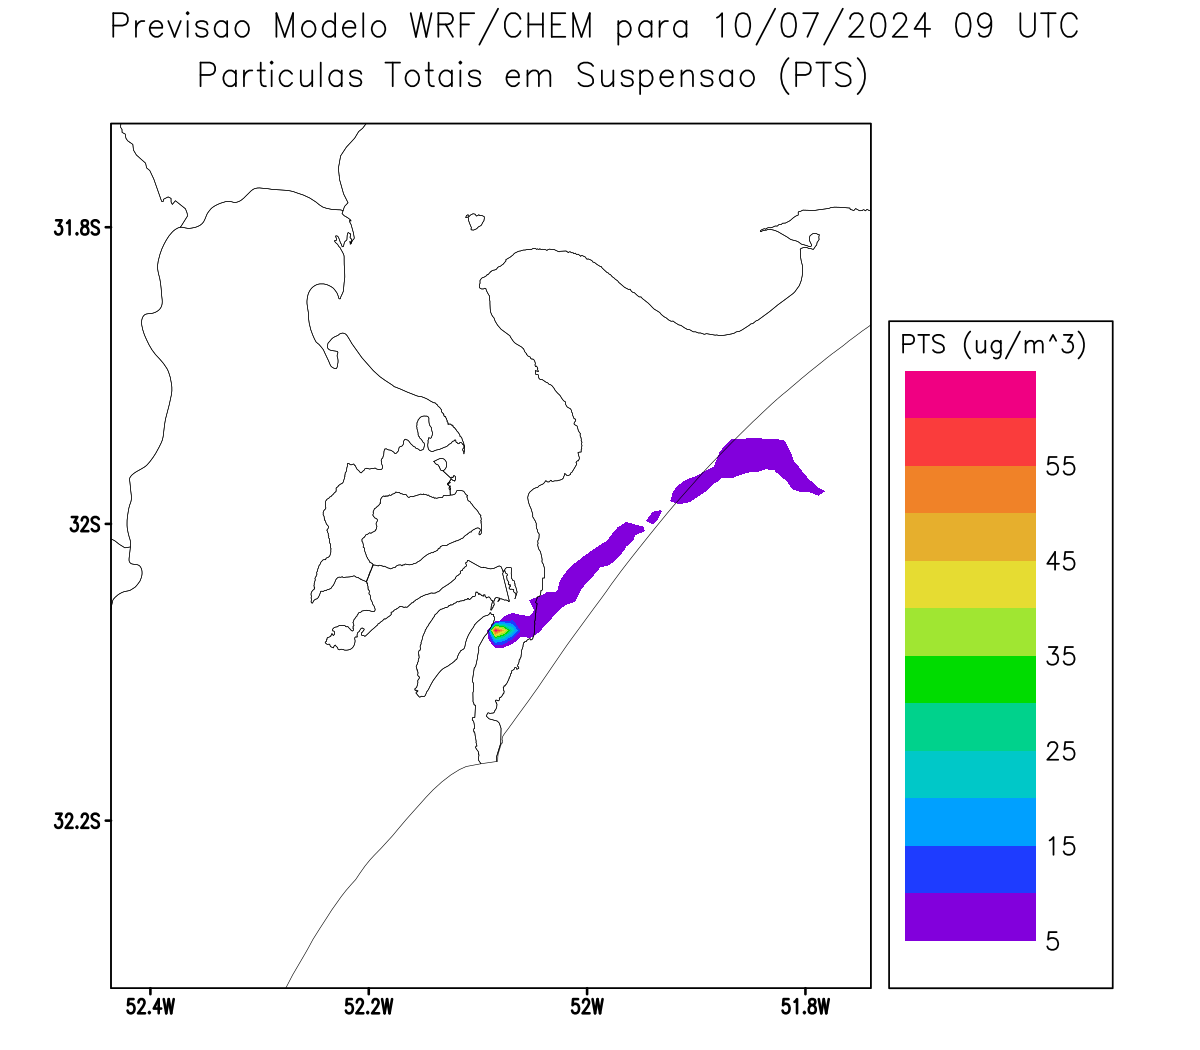 Previsao Modelo WRF/CHEM para 10/07/2024 09 UTC
Particulas Totais em Suspensao (PTS)
31.8S
32S
32.2S
52.4W
52.2W
52W
51.8W
PTS (ug/m^3)
55
45
35
25
15
5